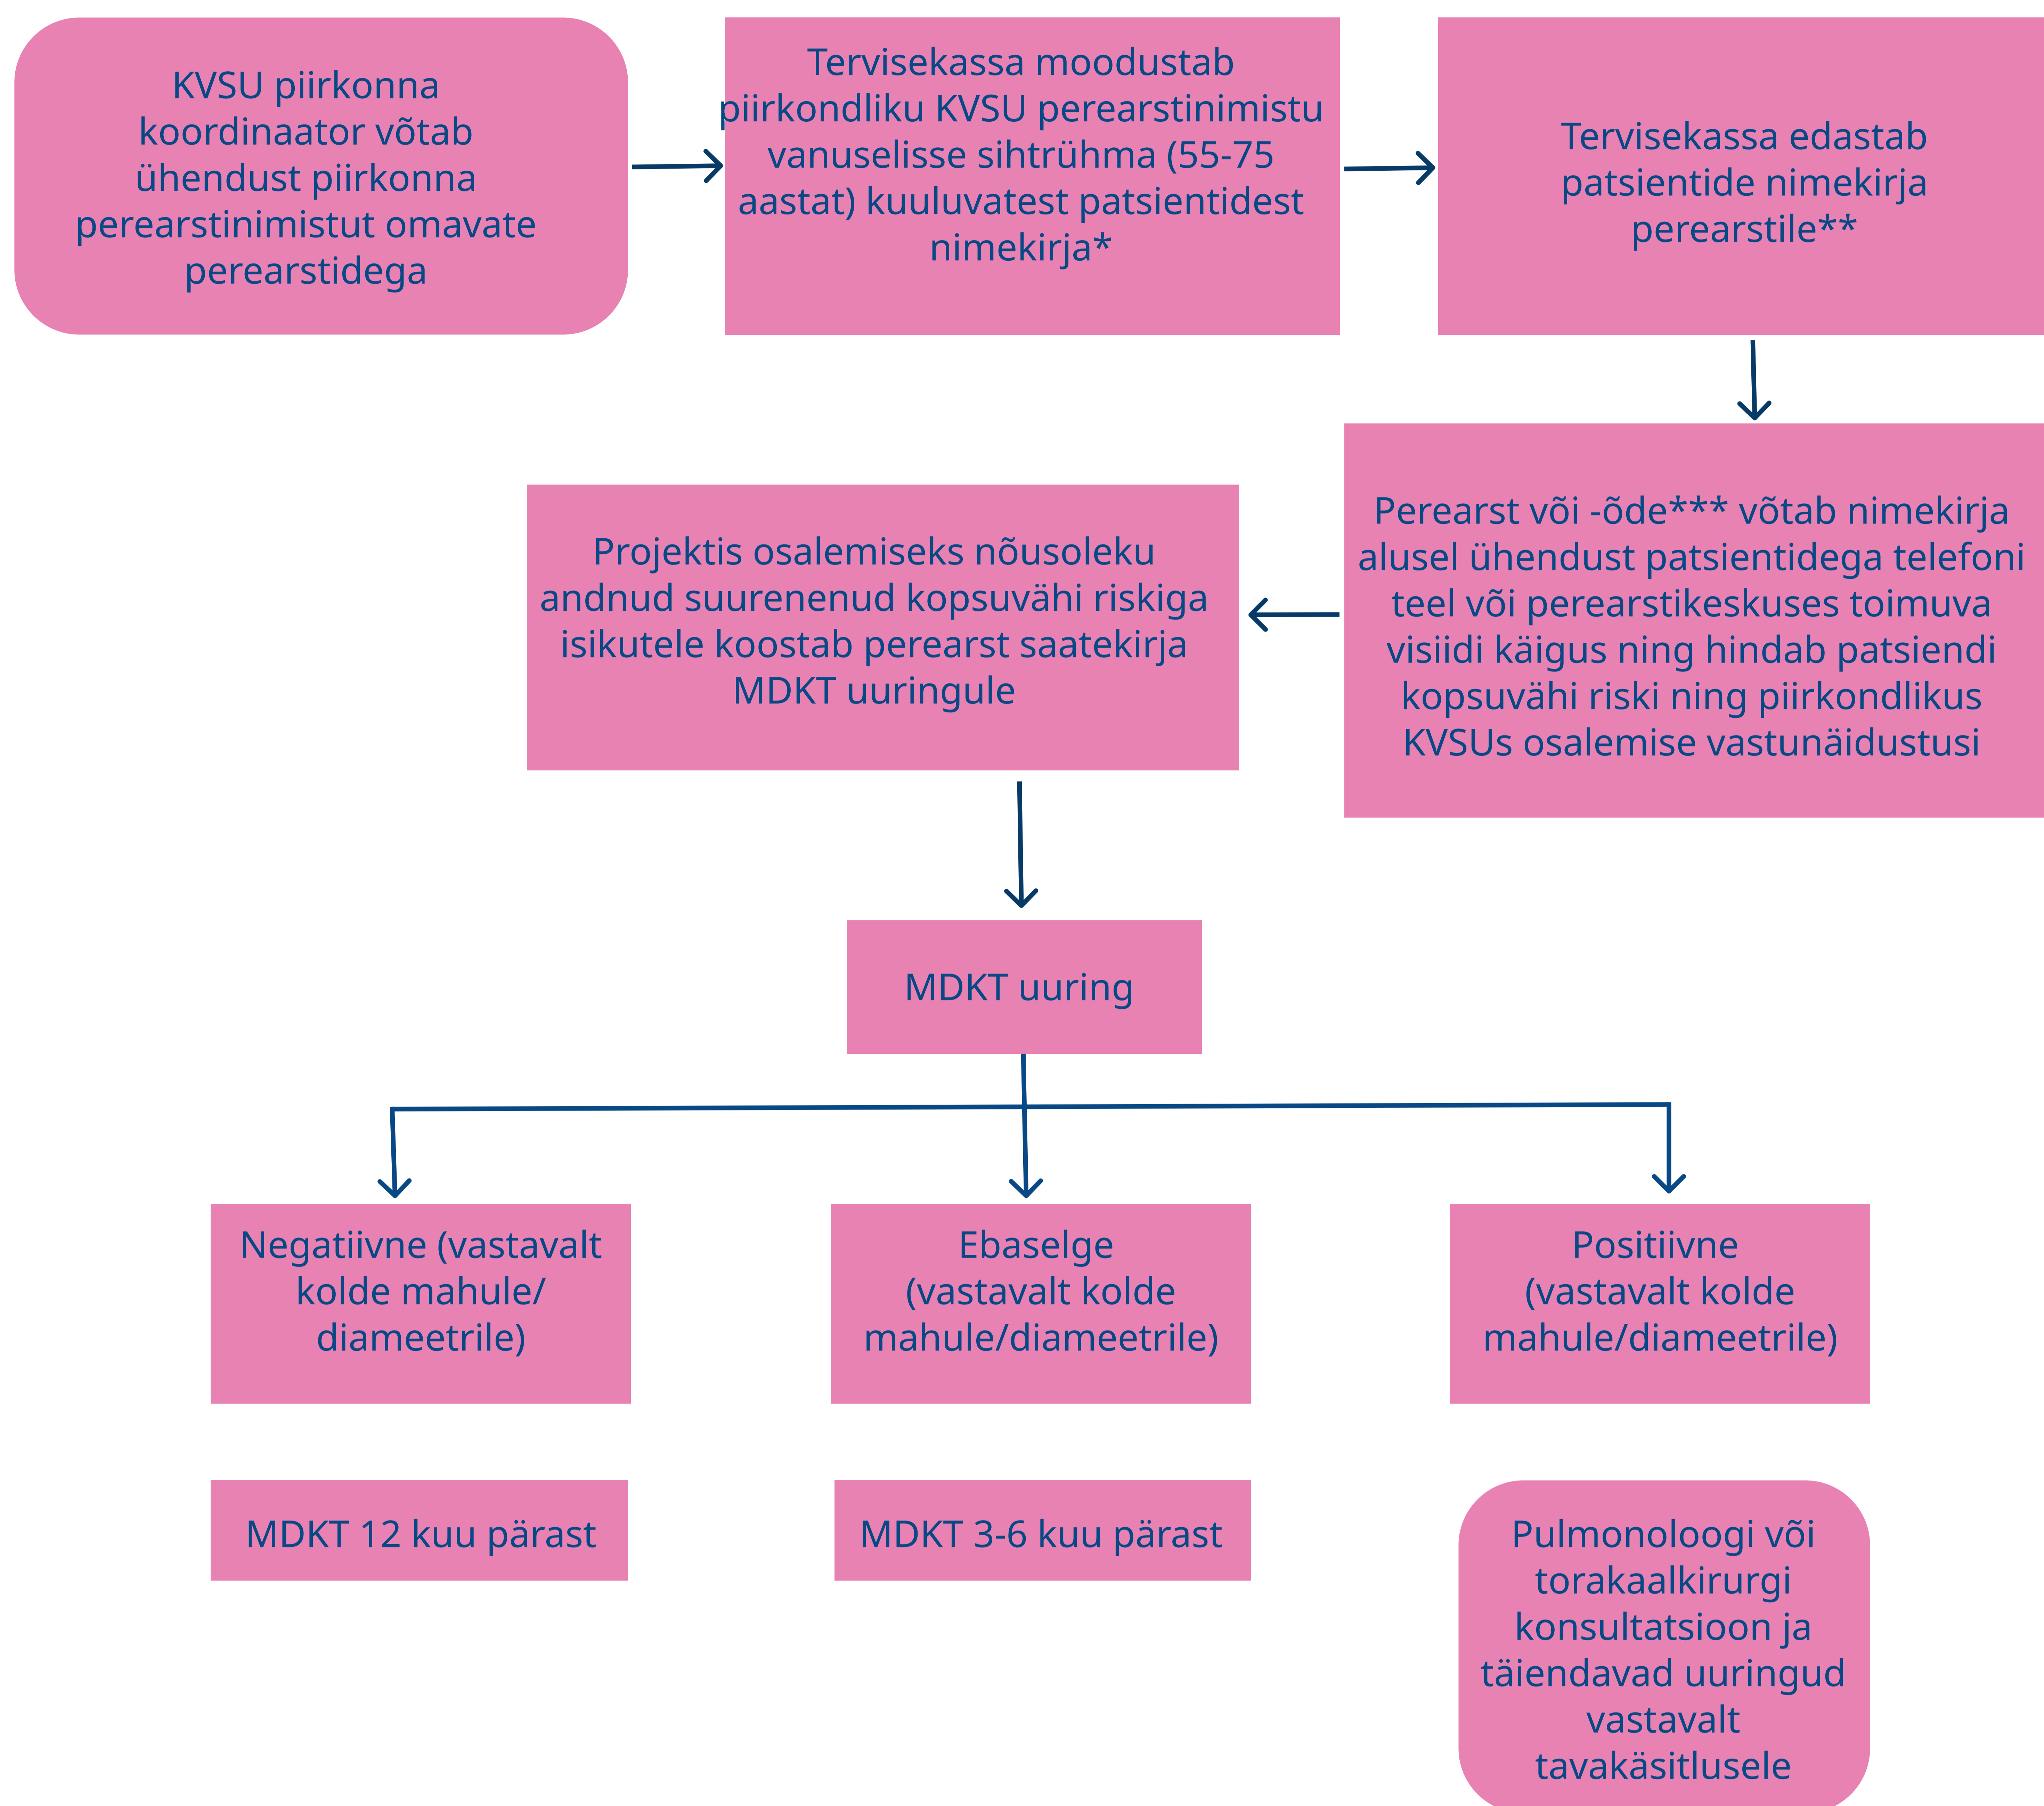 KVSU piirkonna
koordinaator võtab
ühendust piirkonna
perearstinimistut omavate
perearstidega
Tervisekassa moodustab
piirkondliku KVSU perearstinimistu
vanuselisse sihtrühma (55-75
aastat) kuuluvatest patsientidest
nimekirja*
Tervisekassa edastab
patsientide nimekirja
perearstile**
Perearst või -õde*** võtab nimekirja
alusel ühendust patsientidega telefoni
teel või perearstikeskuses toimuva
visiidi käigus ning hindab patsiendi
kopsuvähi riski ning piirkondlikus
KVSUs osalemise vastunäidustusi
Projektis osalemiseks nõusoleku
andnud suurenenud kopsuvähi riskiga
isikutele koostab perearst saatekirja
MDKT uuringule
MDKT uuring
Negatiivne (vastavalt
kolde mahule/
diameetrile)
Ebaselge
(vastavalt kolde
mahule/diameetrile)
Positiivne
(vastavalt kolde
mahule/diameetrile)
MDKT 12 kuu pärast
MDKT 3-6 kuu pärast
Pulmonoloogi või
torakaalkirurgi
konsultatsioon ja
täiendavad uuringud
vastavalt
tavakäsitlusele